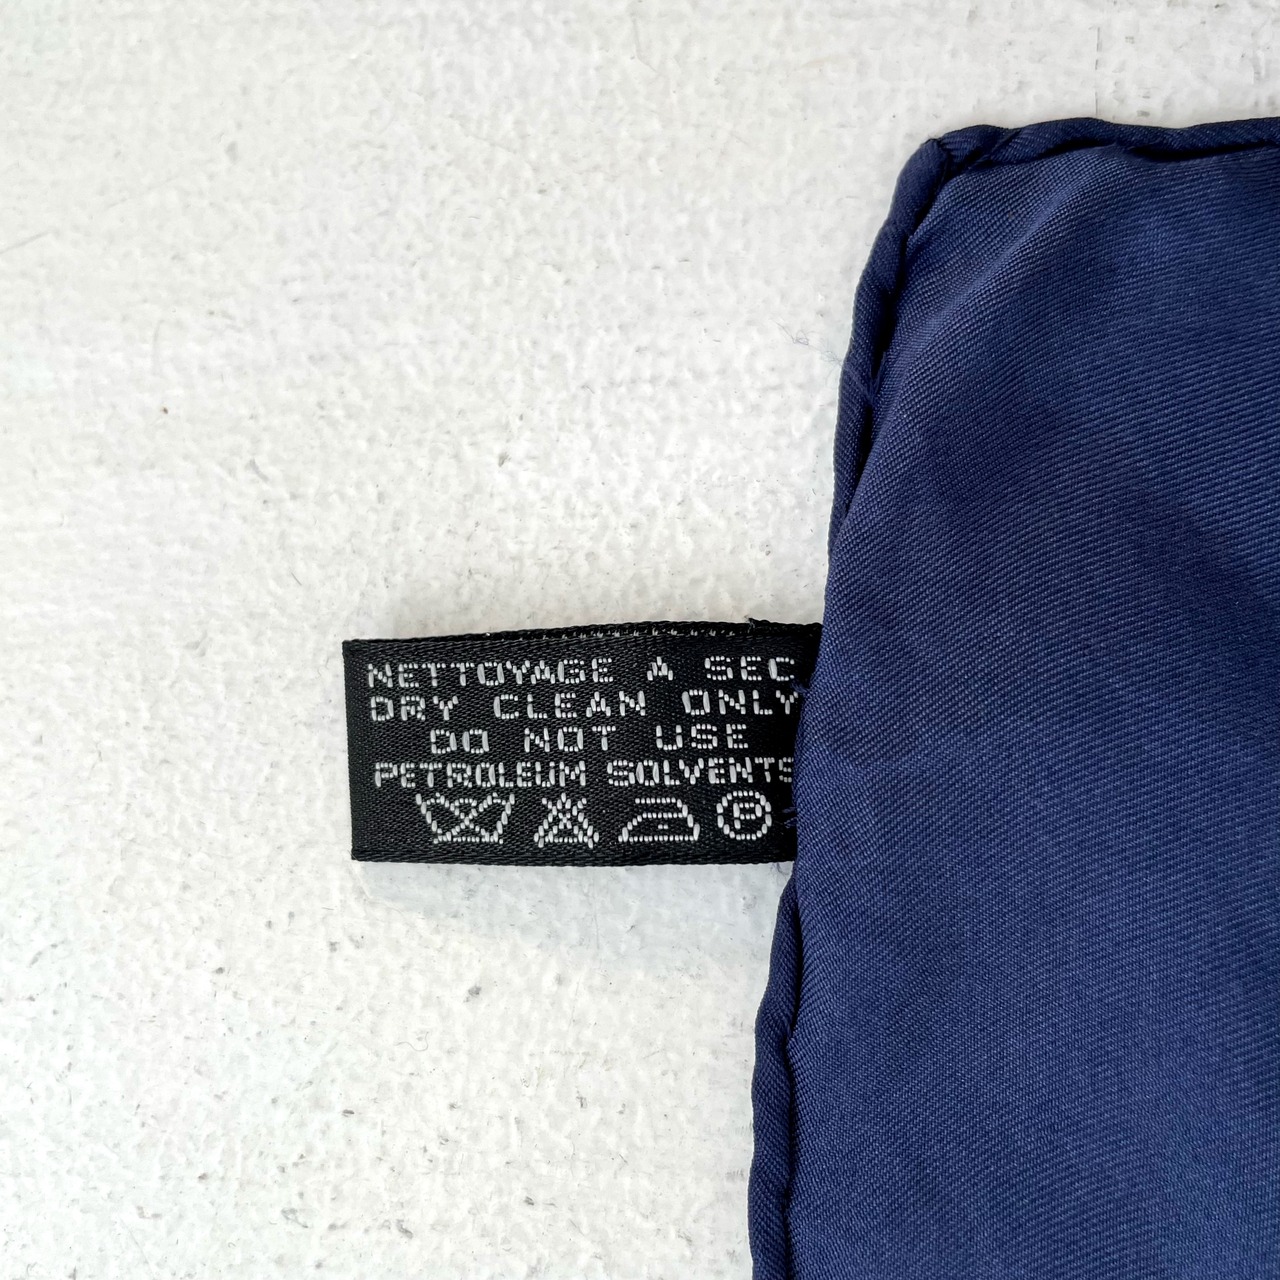 NETTOYAGE A SEC
DRY CLEAN ONLY
DO NOT USE
PETROLEUM SOLVENTS
P